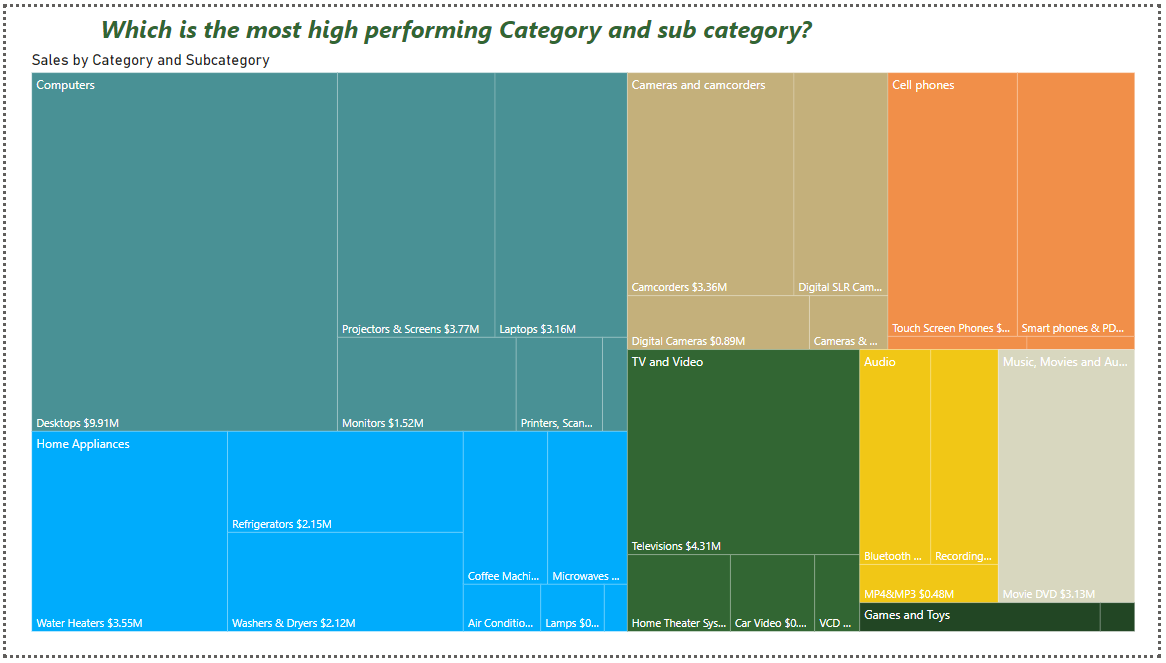 Which is the most high performing Category and sub category?
Sales by Category and Subcategory
Computers
Desktops $9.91M
Projectors & Screens $3.77M
Laptops $3.16M
Monitors $1.52M
Printers, Scan...
Home Appliances
Water Heaters $3.55M
Refrigerators $2.15M
Washers & Dryers $2.12M
Coffee Machi...
Microwaves ...
Air Conditio...
Lamps $0...
Cameras and camcorders
Camcorders $3.36M
Digital SLR Cam...
Digital Cameras $0.89M
Cameras & ...
Cell phones
Touch Screen Phones $...
Smart phones & PD...
TV and Video
Televisions $4.31M
Home Theater Sys...
Car Video $0....
VCD ...
Audio
Bluetooth ...
Recording...
MP4&MP3 $0.48M
Music, Movies and Au...
Movie DVD $3.13M
Games and Toys